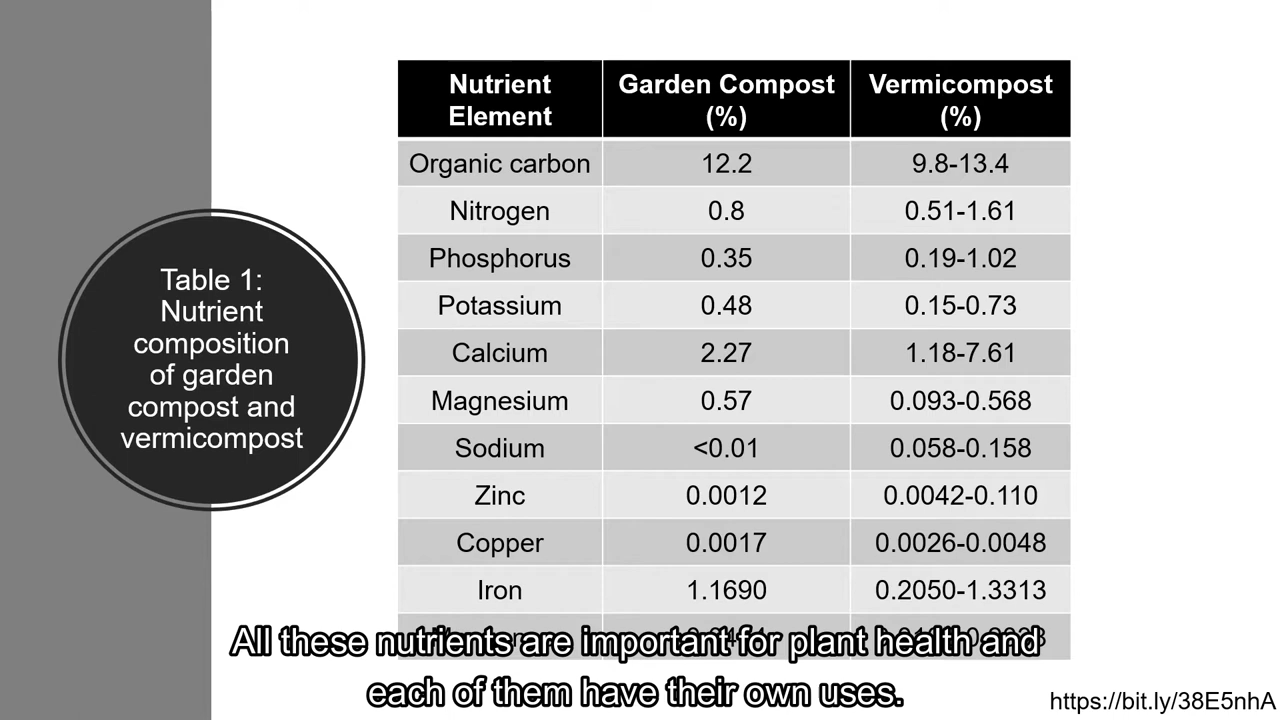 Table 1:
Nutrient
composition
of garden
compost and
vermicompost
Nutrient Element Garden Compost (%) Vermicompost (%)
Organic carbon 12.2 9.8-13.4
Nitrogen 0.8 0.51-1.61
Phosphorus 0.35 0.19-1.02
Potassium 0.48 0.15-0.73
Calcium 2.27 1.18-7.61
Magnesium 0.57 0.093-0.568
Sodium <0.01 0.058-0.158
Zinc 0.0012 0.0042-0.110
Copper 0.0017 0.0026-0.0048
Iron 1.1690 0.2050-1.3313
All these nutrients are important for plant health and
each of them have their own uses.
https://bit.ly/38E5nhA